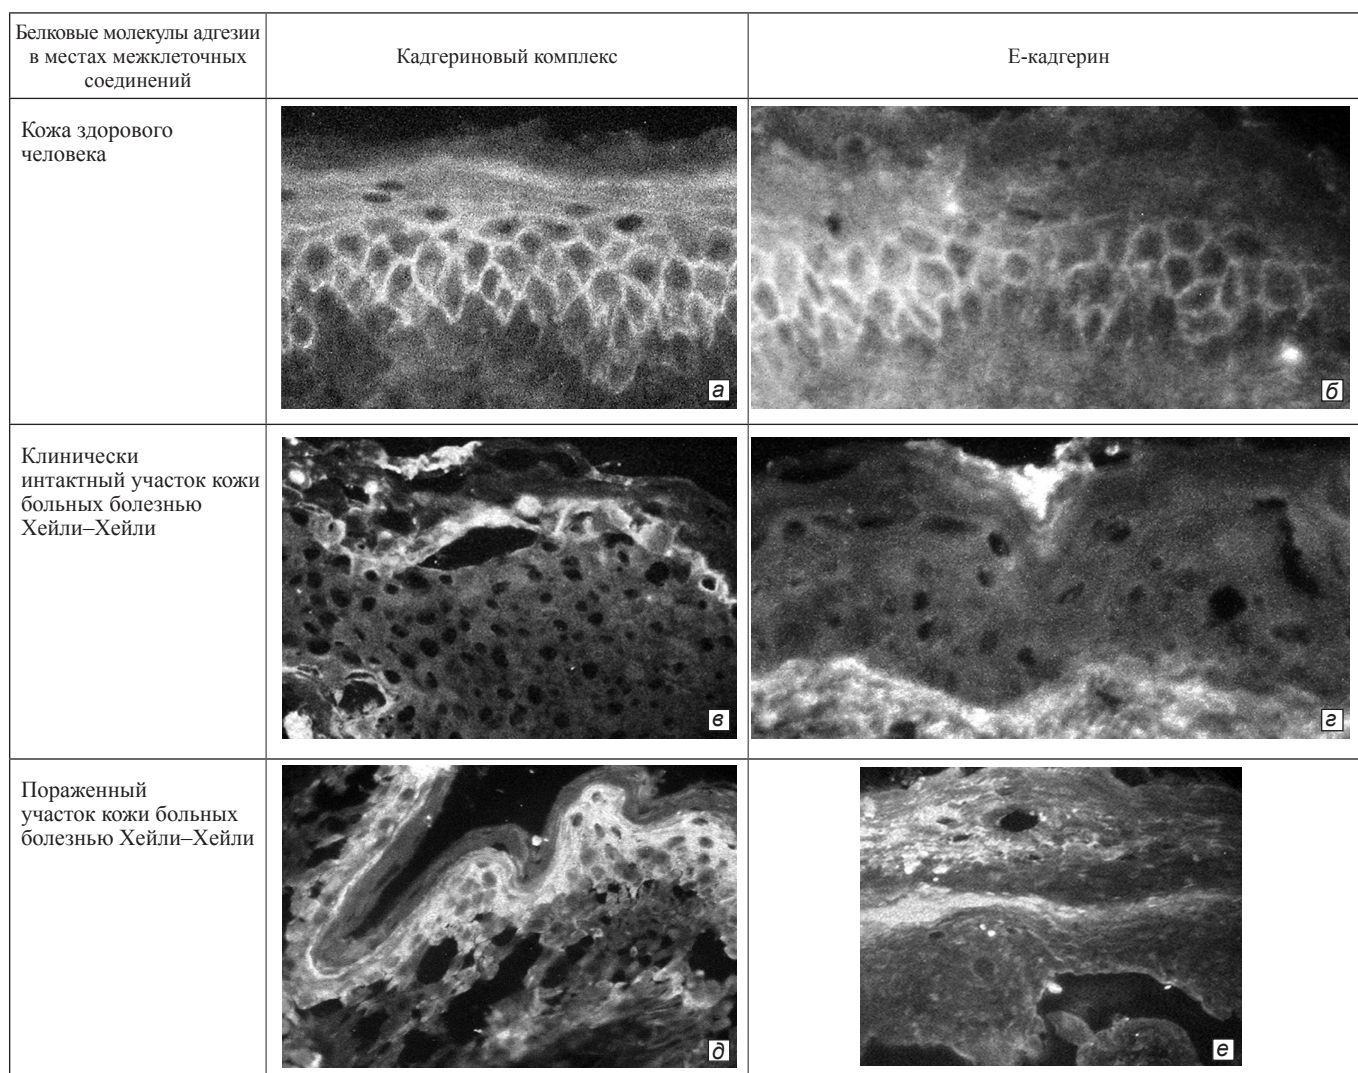 Белковые молекулы адгезии
в местах межклеточных
соединений
Кадгериновый комплекс
Е-кадгерин
Кожа здорового
человека
а
б
Клинически
интактный участок кожи
больных болезнью
Хейли–Хейли
в
г
Пораженный
участок кожи больных
болезнью Хейли–Хейли
д
е